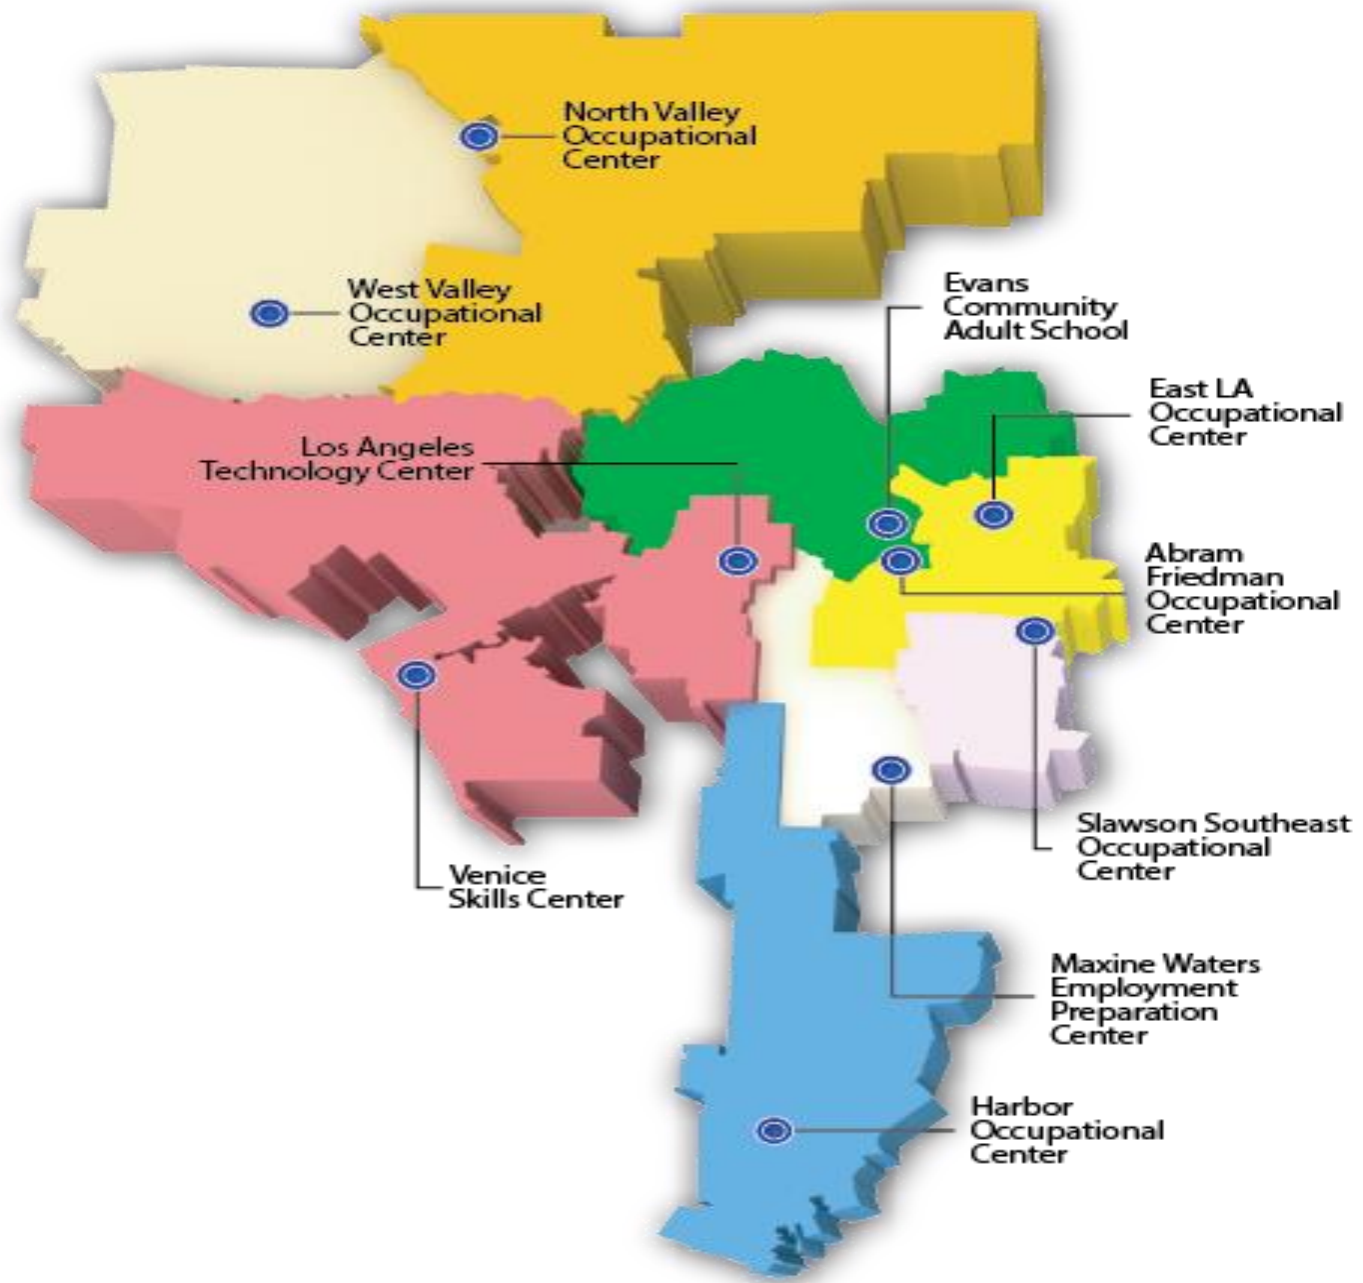 North Valley
Occupational
Center
Evans
Community
Adult School
West Valley
Occupational
Center
East LA
Occupational
Center
Los Angeles
Technology Center
Abram
Friedman
Occupational
Center
Slawson Southeast
Occupational
Center
Venice
Skills Center
Maxine Waters
Employment
Preparation
Center
Harbor
Occupational
Center